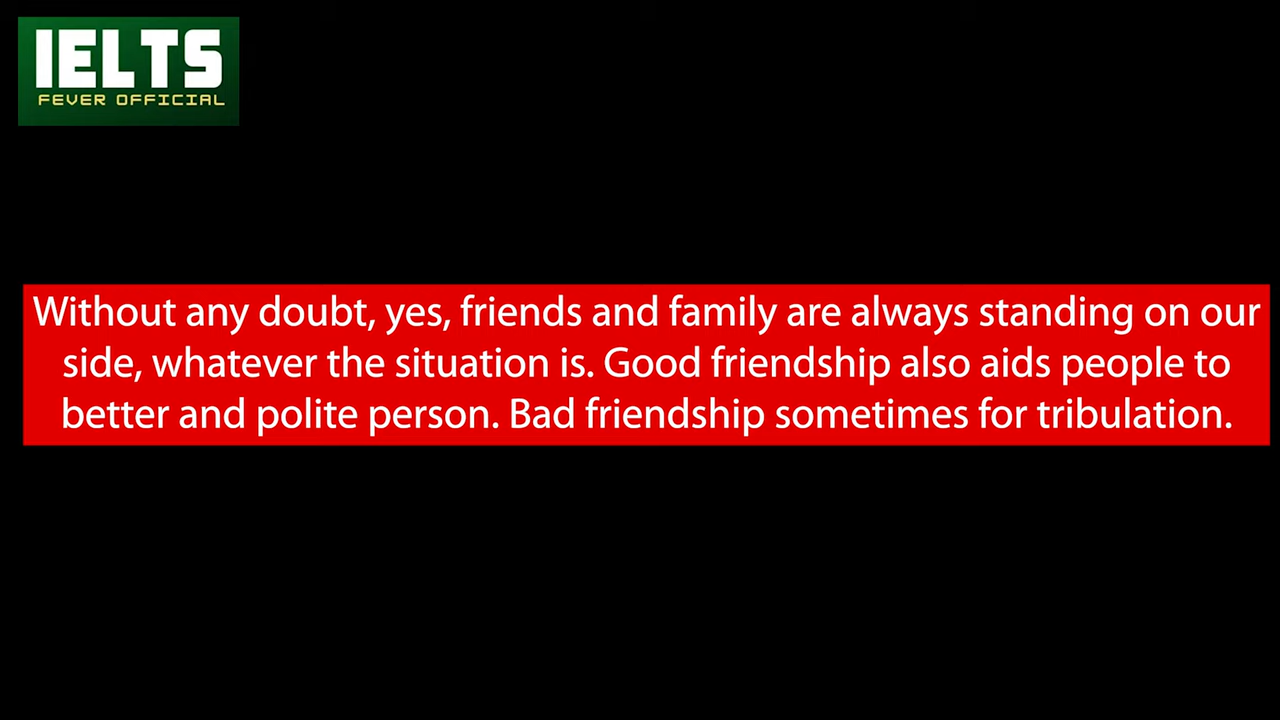 IELTS
FEVER OFFICIAL
Without any doubt, yes, friends and family are always standing on our
side, whatever the situation is. Good friendship also aids people to
better and polite person. Bad friendship sometimes for tribulation.